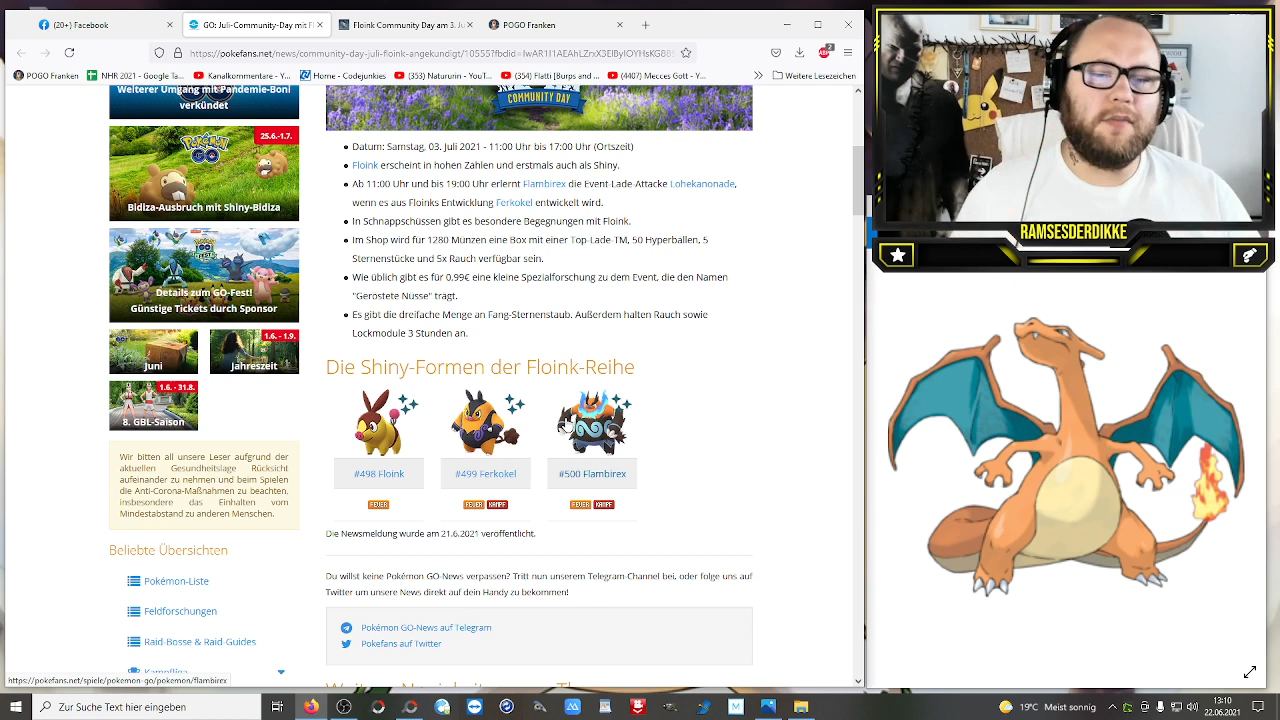 (20+) Facebook
GO: Juli-Community-Day mit Fl
Floink-Community Day am 3. Ju
POGO Franken
https://pokefans.net/news/community-day-juli-floink-angekundigt/10555?fbdid=IwAR1I1AI
2
POGO Franken
NHR 2021 - Google Ta...
Kanalkommentare - Y...
Home - Codejunkies
(353) Naturunin - YouT...
(354) Flatti [Burps and ...
(4407) Mecces Gott - Y...
Weitere Lesezeichen
Weiterer Umgang mit Pandemie-Boni
verkündet
COMMUNITY DAY
25.6.-1.7.
Pokémon
GO
Bidiza-Ausbruch mit Shiny-Bidiza
Details zum GO-Fest!
Günstige Tickets durch Sponsor
Juni
1.6. - 1.9.
Jahreszeit
1.6. - 31.8.
8. GBL-Saison
Datum: Samstag, 03. Juli 2021 - 11:00 Uhr bis 17:00 Uhr (Ortszeit)
Floink erscheint in hohen Zahlen und erstmals auch als Shiny.
Ab 11:00 Uhr und bis 19:00 Uhr erlernt Flambirex die Event-Lade-Attacke Lohekanonade,
wenn es aus Floinks Entwicklung Ferkokel entwickelt wird.
In Schnappschüssen gibt es besondere Begegnungen mit Floink.
Im Shop wird für 280 Münzen eine Box mit einer Top-Lade-TM, 50 Hyperbällen, 5
Sternenstücke und 5x Rauch verfügbar sein.
Wie üblich gibt es für 0,99€ eine kleine Spezialforschung zu dem Event, die den Namen
"Geröstete Nüsse" trägt.
Es gibt die dreifache Menge an Fang-Sternenstaub. Außerdem halten Rauch sowie
Lockmodule 3 Stunden an.
Die Shiny-Formen der Floink-Reihe
#498 Floink
#499 Ferkokel
#500 Flambirex
FEUER
FEUER KAMPF
FEUER KAMPF
Die Newsmeldung wurde am 21.6.2021 veröffentlicht.
Du willst keine Pokémon GO-News verpassen? Tritt nun unserem Telegram-Channel bei, oder folge uns auf
Twitter um unsere News direkt auf dein Handy zu bekommen!
Pokémon GO-News auf Telegram
Pokefans auf Twitter
Wir bitten all unsere Leser aufgrund der
aktuellen Gesundheitslage Rücksicht
aufeinander zu nehmen und beim Spielen
die Anti-Corona-Maßnahmen zu beachten,
insbesondere das Einhalten vom
Mindestabstand zu anderen Menschen.
Beliebte Übersichten
Pokémon-Liste
Feldforschungen
Raid-Bosse & Raid-Guides
https://pokefans.net/spiele/pokemon-go/pokemon/flambirex
RAMSESDERDIKKE
Zur Suche Text hier eingeben
19°C Meist sonnig
13:10
22.06.2021